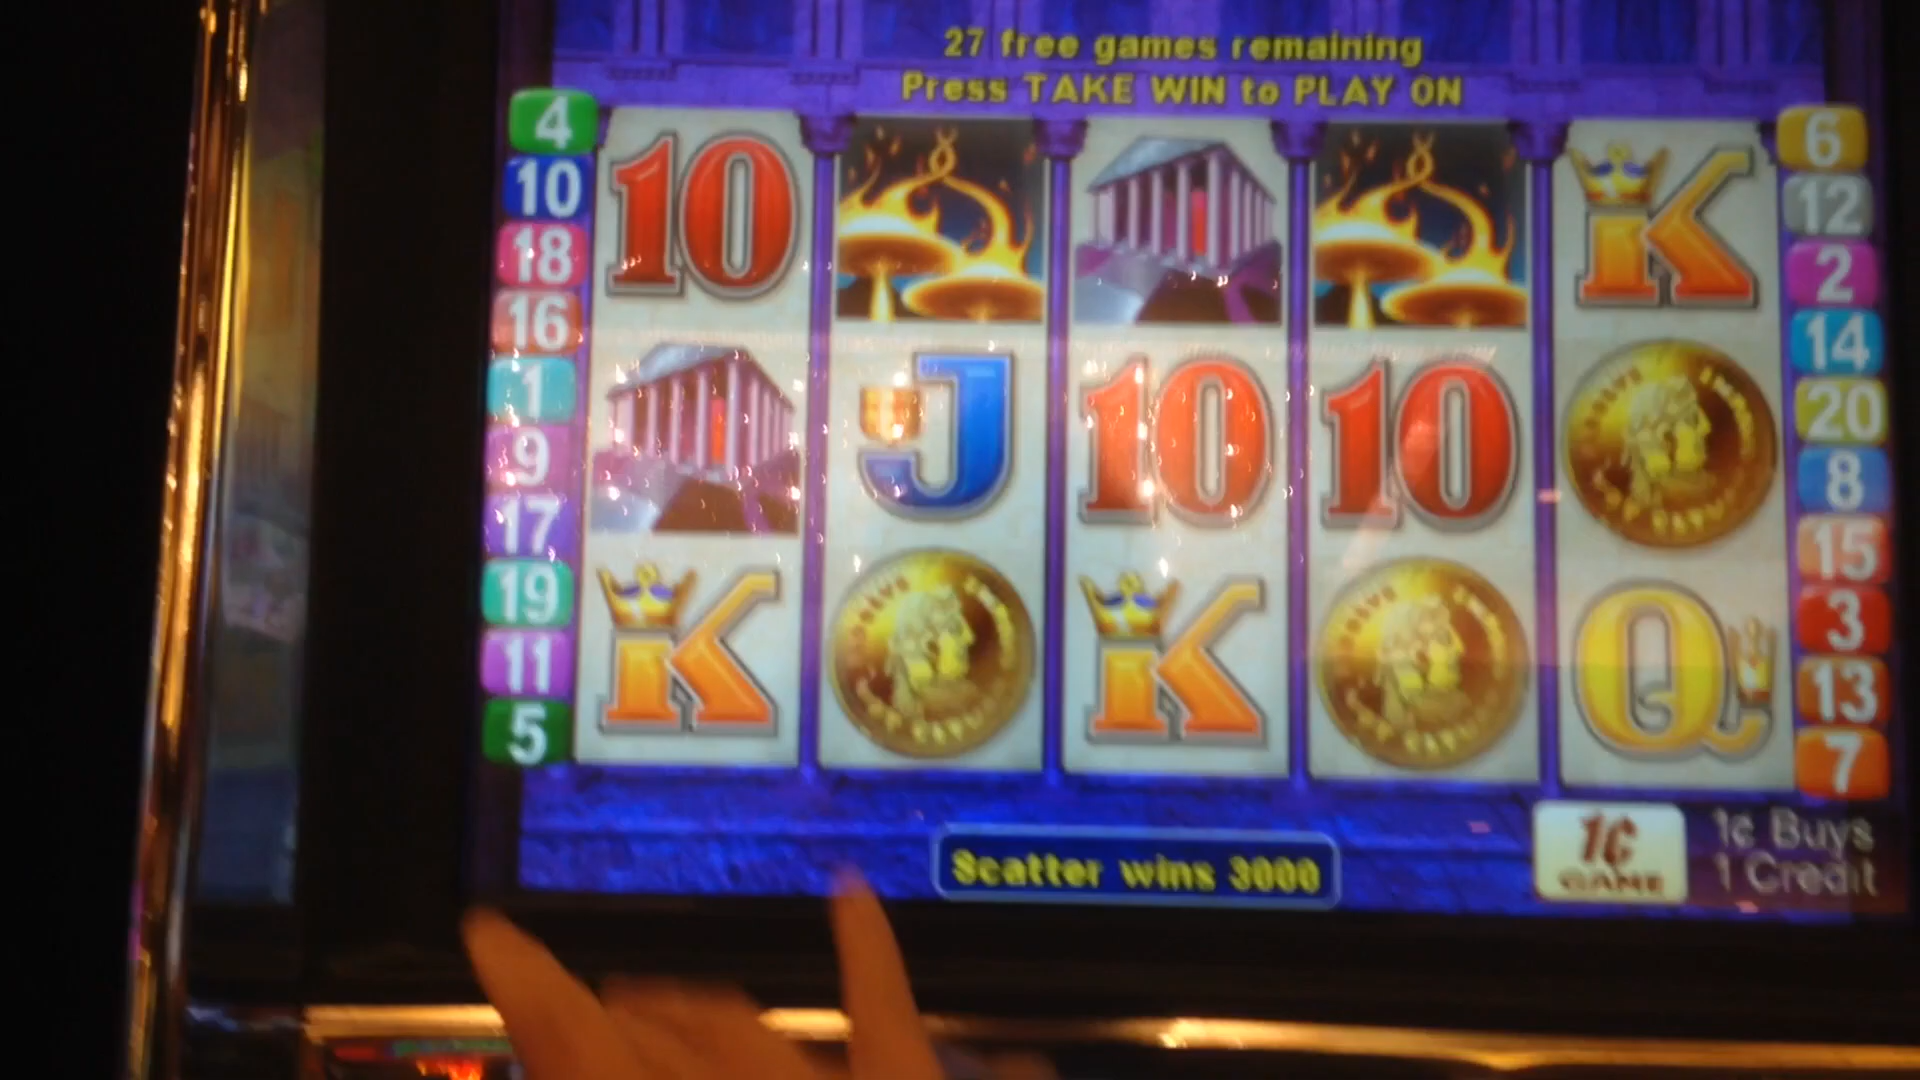 27 free games remaining
Press TAKE WIN to PLAY ON
4
10
18
16
1
9
17
19
11
5
10
K
J
10
10
K
K
Q
6
12
2
14
20
8
15
3
13
7
Scatter wins 3000
1¢
GAME
1¢ Buys
1 Credit